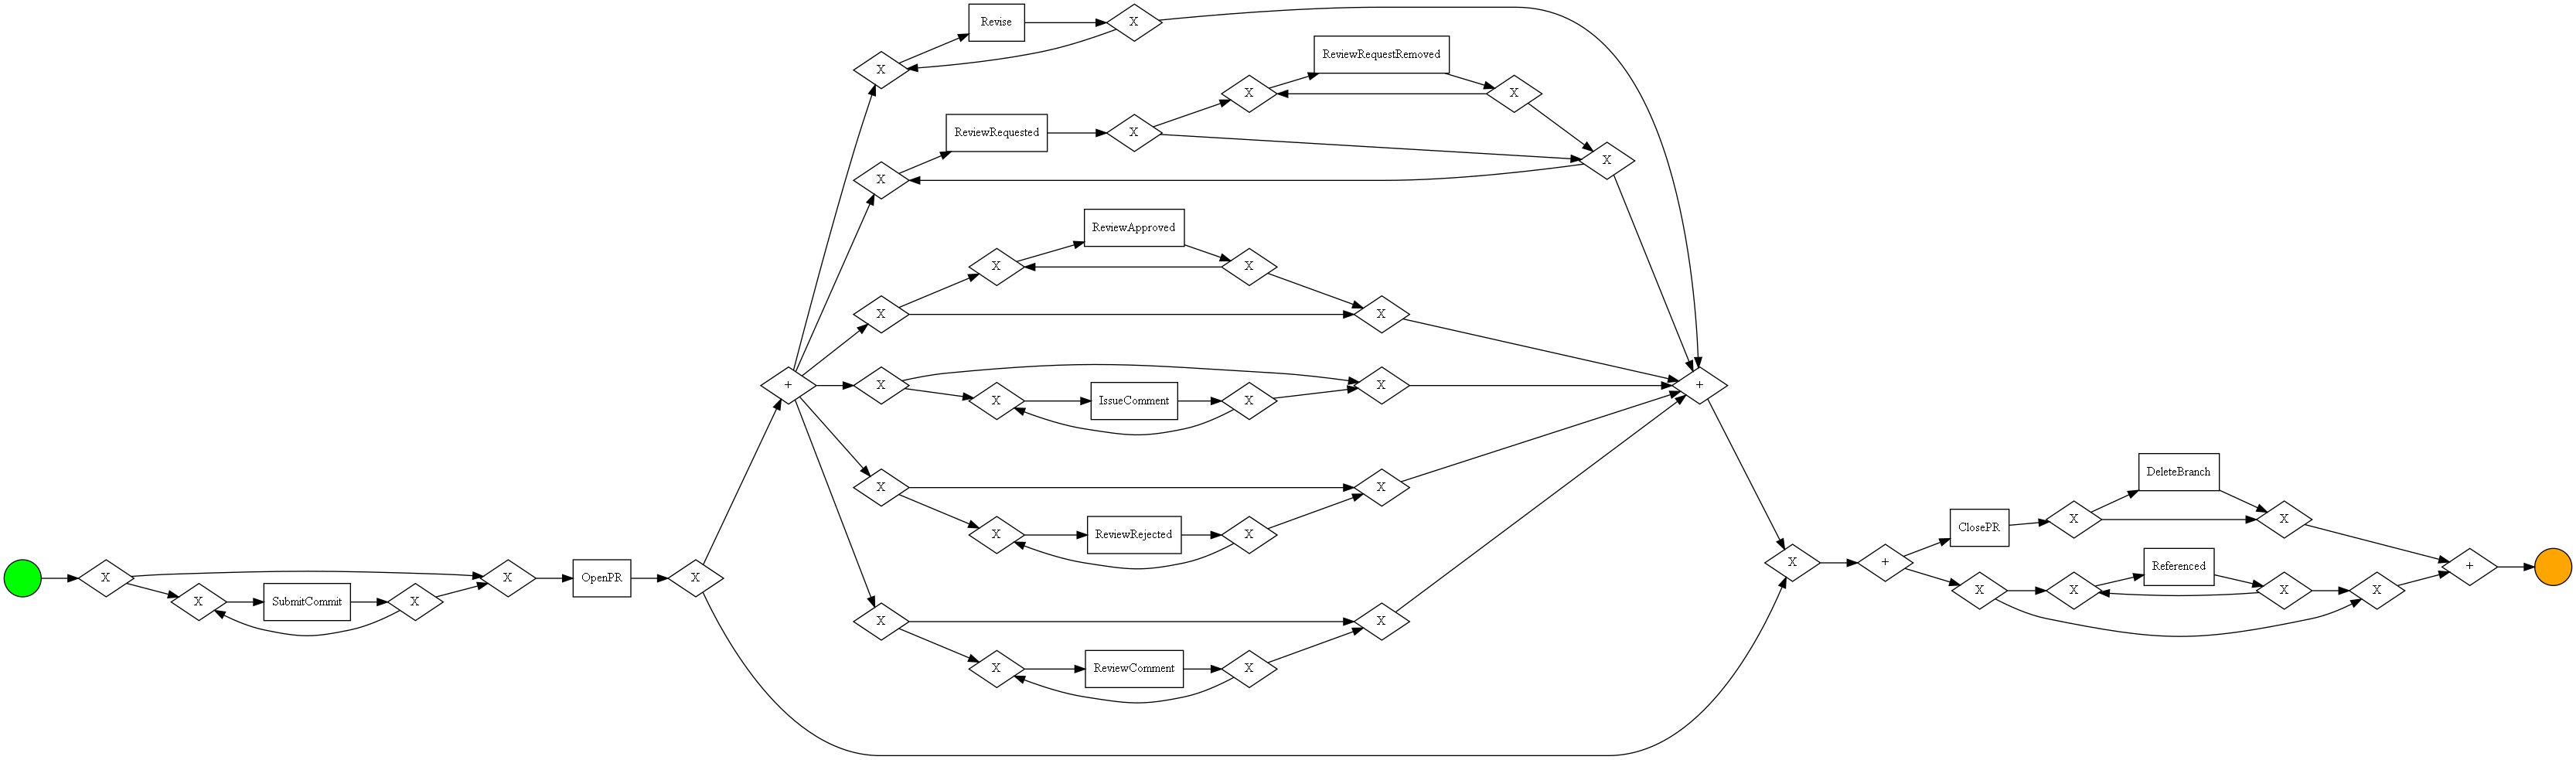 Revise
X
X
ReviewRequestRemoved
X
X
ReviewRequested
X
X
X
ReviewApproved
X
X
X
X
+
X
IssueComment
X
X
X
+
X
X
X
ReviewRejected
X
X
X
X
ReviewComment
X
X
SubmitCommit
X
X
OpenPR
X
X
+
ClosePR
X
DeleteBranch
X
X
X
Referenced
X
X
+